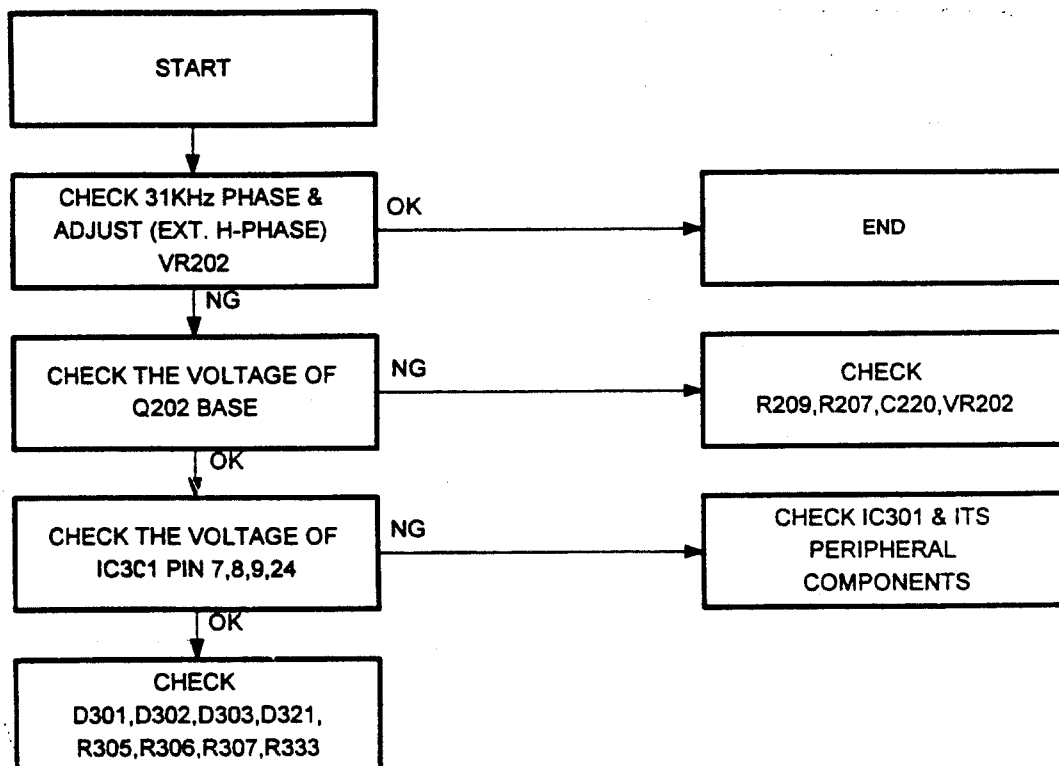 START
CHECK 31KHz PHASE &
ADJUST (EXT. H-PHASE)
VR202
OK
END
NG
CHECK THE VOLTAGE OF
Q202 BASE
NG
CHECK
R209,R207,C220,VR202
OK
CHECK THE VOLTAGE OF
IC301 PIN 7,8,9,24
NG
CHECK IC301 & ITS
PERIPHERAL
COMPONENTS
OK
CHECK
D301,D302,D303,D321,
R305,R306,R307,R333